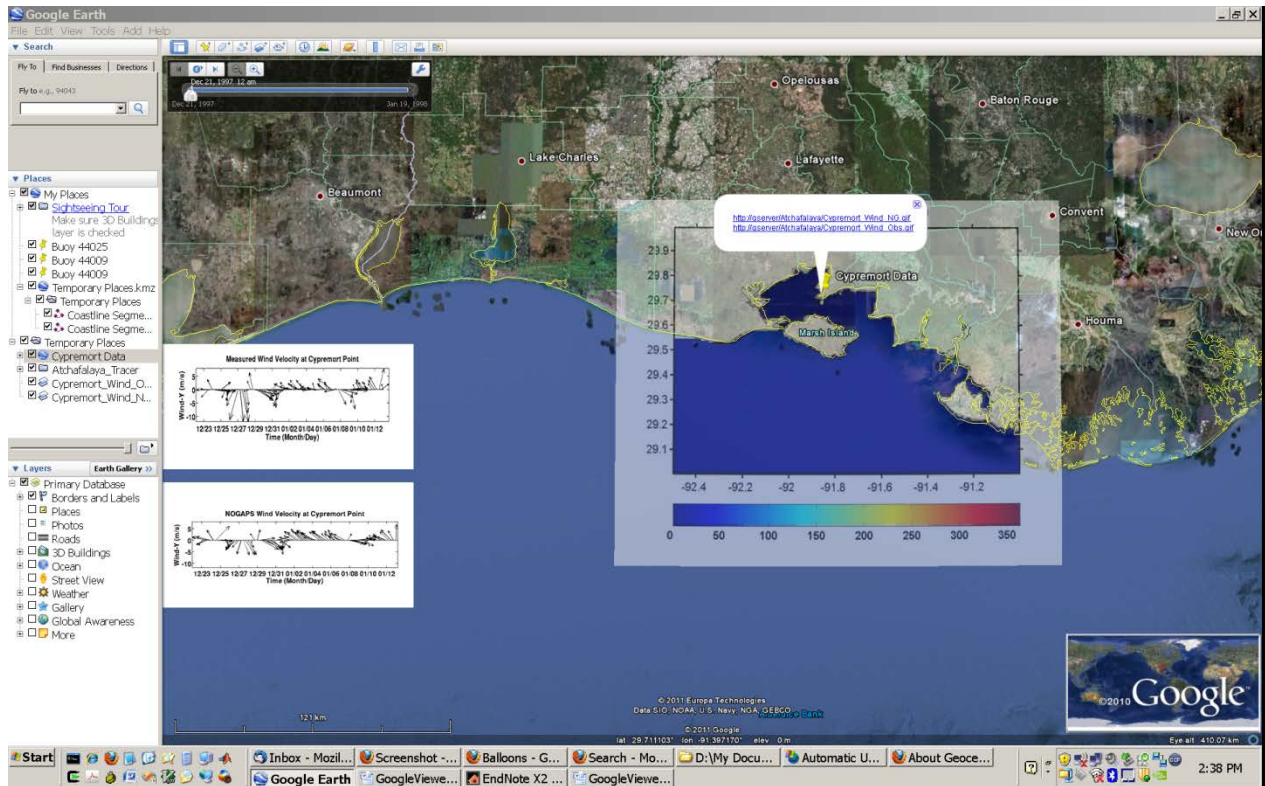 Google Earth
File Edit View Tools Add Help
Search
Fly To Find Businesses Directions
Fly to e.g., 94043
Places
My Places
Sightseeing Tour
Make sure 3D Buildings
layer is checked
Buoy 44025
Buoy 44009
Buoy 44009
Temporary Places.kmz
Temporary Places
Coastline Segme...
Coastline Segme...
Temporary Places
Cypremort Data
Atchafalaya_Tracer
Cypremort_Wind_O...
Cypremort_Wind_N...
Layers Earth Gallery >>
Primary Database
Borders and Labels
Places
Photos
Roads
3D Buildings
Ocean
Street View
Weather
Gallery
Global Awareness
More
Dec 21, 1997 12 am
Dec 21, 1997 Jan 19, 1998
Opelousas
Baton Rouge
Lake Charles
Lafayette
Beaumont
Convent
New Or
Houma
http://qserver/Atchafalaya/Cypremort_Wind_NG.gif
http://qserver/Atchafalaya/Cypremort_Wind_Obs.gif
Cypremort Data
Marsh Island
23.9
29.8
29.7
29.6
29.5
29.4
29.3
29.2
29.1
-92.4 -92.2 -92 -91.8 -91.6 -91.4 -91.2
0 50 100 150 200 250 300 350
Measured Wind Velocity at Cypremort Point
Wind-Y (m/s)
5
0
-5
-10
12/23 12/25 12/27 12/29 12/31 01/02 01/04 01/06 01/08 01/10 01/12
Time (Month/Day)
NOGAPS Wind Velocity at Cypremort Point
Wind-Y (m/s)
5
0
-5
-10
12/23 12/25 12/27 12/29 12/31 01/02 01/04 01/06 01/08 01/10 01/12
Time (Month/Day)
121 km
© 2011 Europa Technologies
Data SIO, NOAA, U.S. Navy, NGA, GEBCO
Bank
© 2011 Google
lat 29.711103° lon -91.397170° elev 0 m
Eye alt 410.07 km
©2010 Google
Start
Inbox - Mozil...
Screenshot -...
Balloons - G...
Search - Mo...
D:\My Docu...
Automatic U...
About Geoce...
Google Earth
GoogleViewe...
EndNote X2 ...
GoogleViewe...
2:38 PM